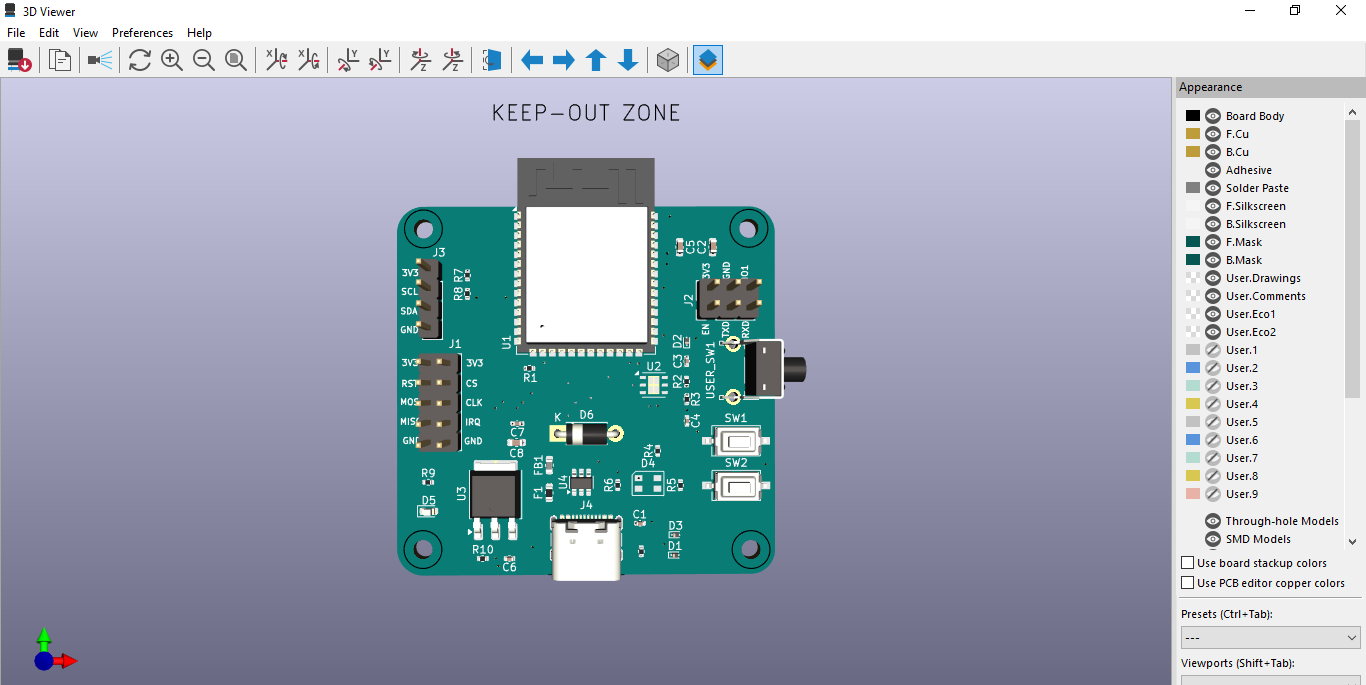 3D Viewer
File Edit View Preferences Help
KEEP-OUT ZONE
J3
3V3
SCL
SDA
GND
R7
R8
J1
3V3 3V3
RST CS
MOS CLK
MIS IRQ
GND GND
U1
R1
C5
C2
3V3
GND
IO1
J2
EN
TXD
RXD
D2
C3
R2
R3
C4
U2
USER_SW1
SW1
SW2
K D6
C7
C8
FB1
F1
U4
R6
R4
D4
R5
R9
D5
U3
R10
C6
J4
C1
D3
D1
X X Y Y Z Z
Appearance
Board Body
F.Cu
B.Cu
Adhesive
Solder Paste
F.Silkscreen
B.Silkscreen
F.Mask
B.Mask
User.Drawings
User.Comments
User.Eco1
User.Eco2
User.1
User.2
User.3
User.4
User.5
User.6
User.7
User.8
User.9
Through-hole Models
SMD Models
Use board stackup colors
Use PCB editor copper colors
Presets (Ctrl+Tab):
---
Viewports (Shift+Tab):